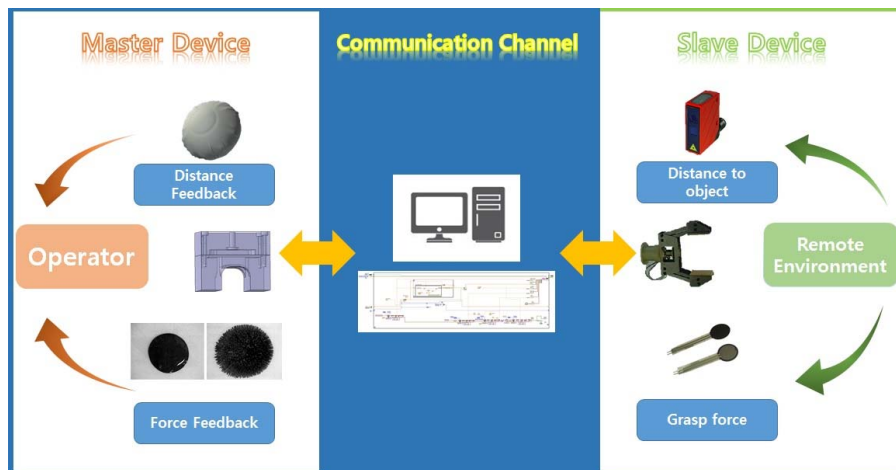 Master Device
Communication Channel
Slave Device
Distance
Feedback
Distance to
object
Operator
Remote
Environment
Force Feedback
Grasp force